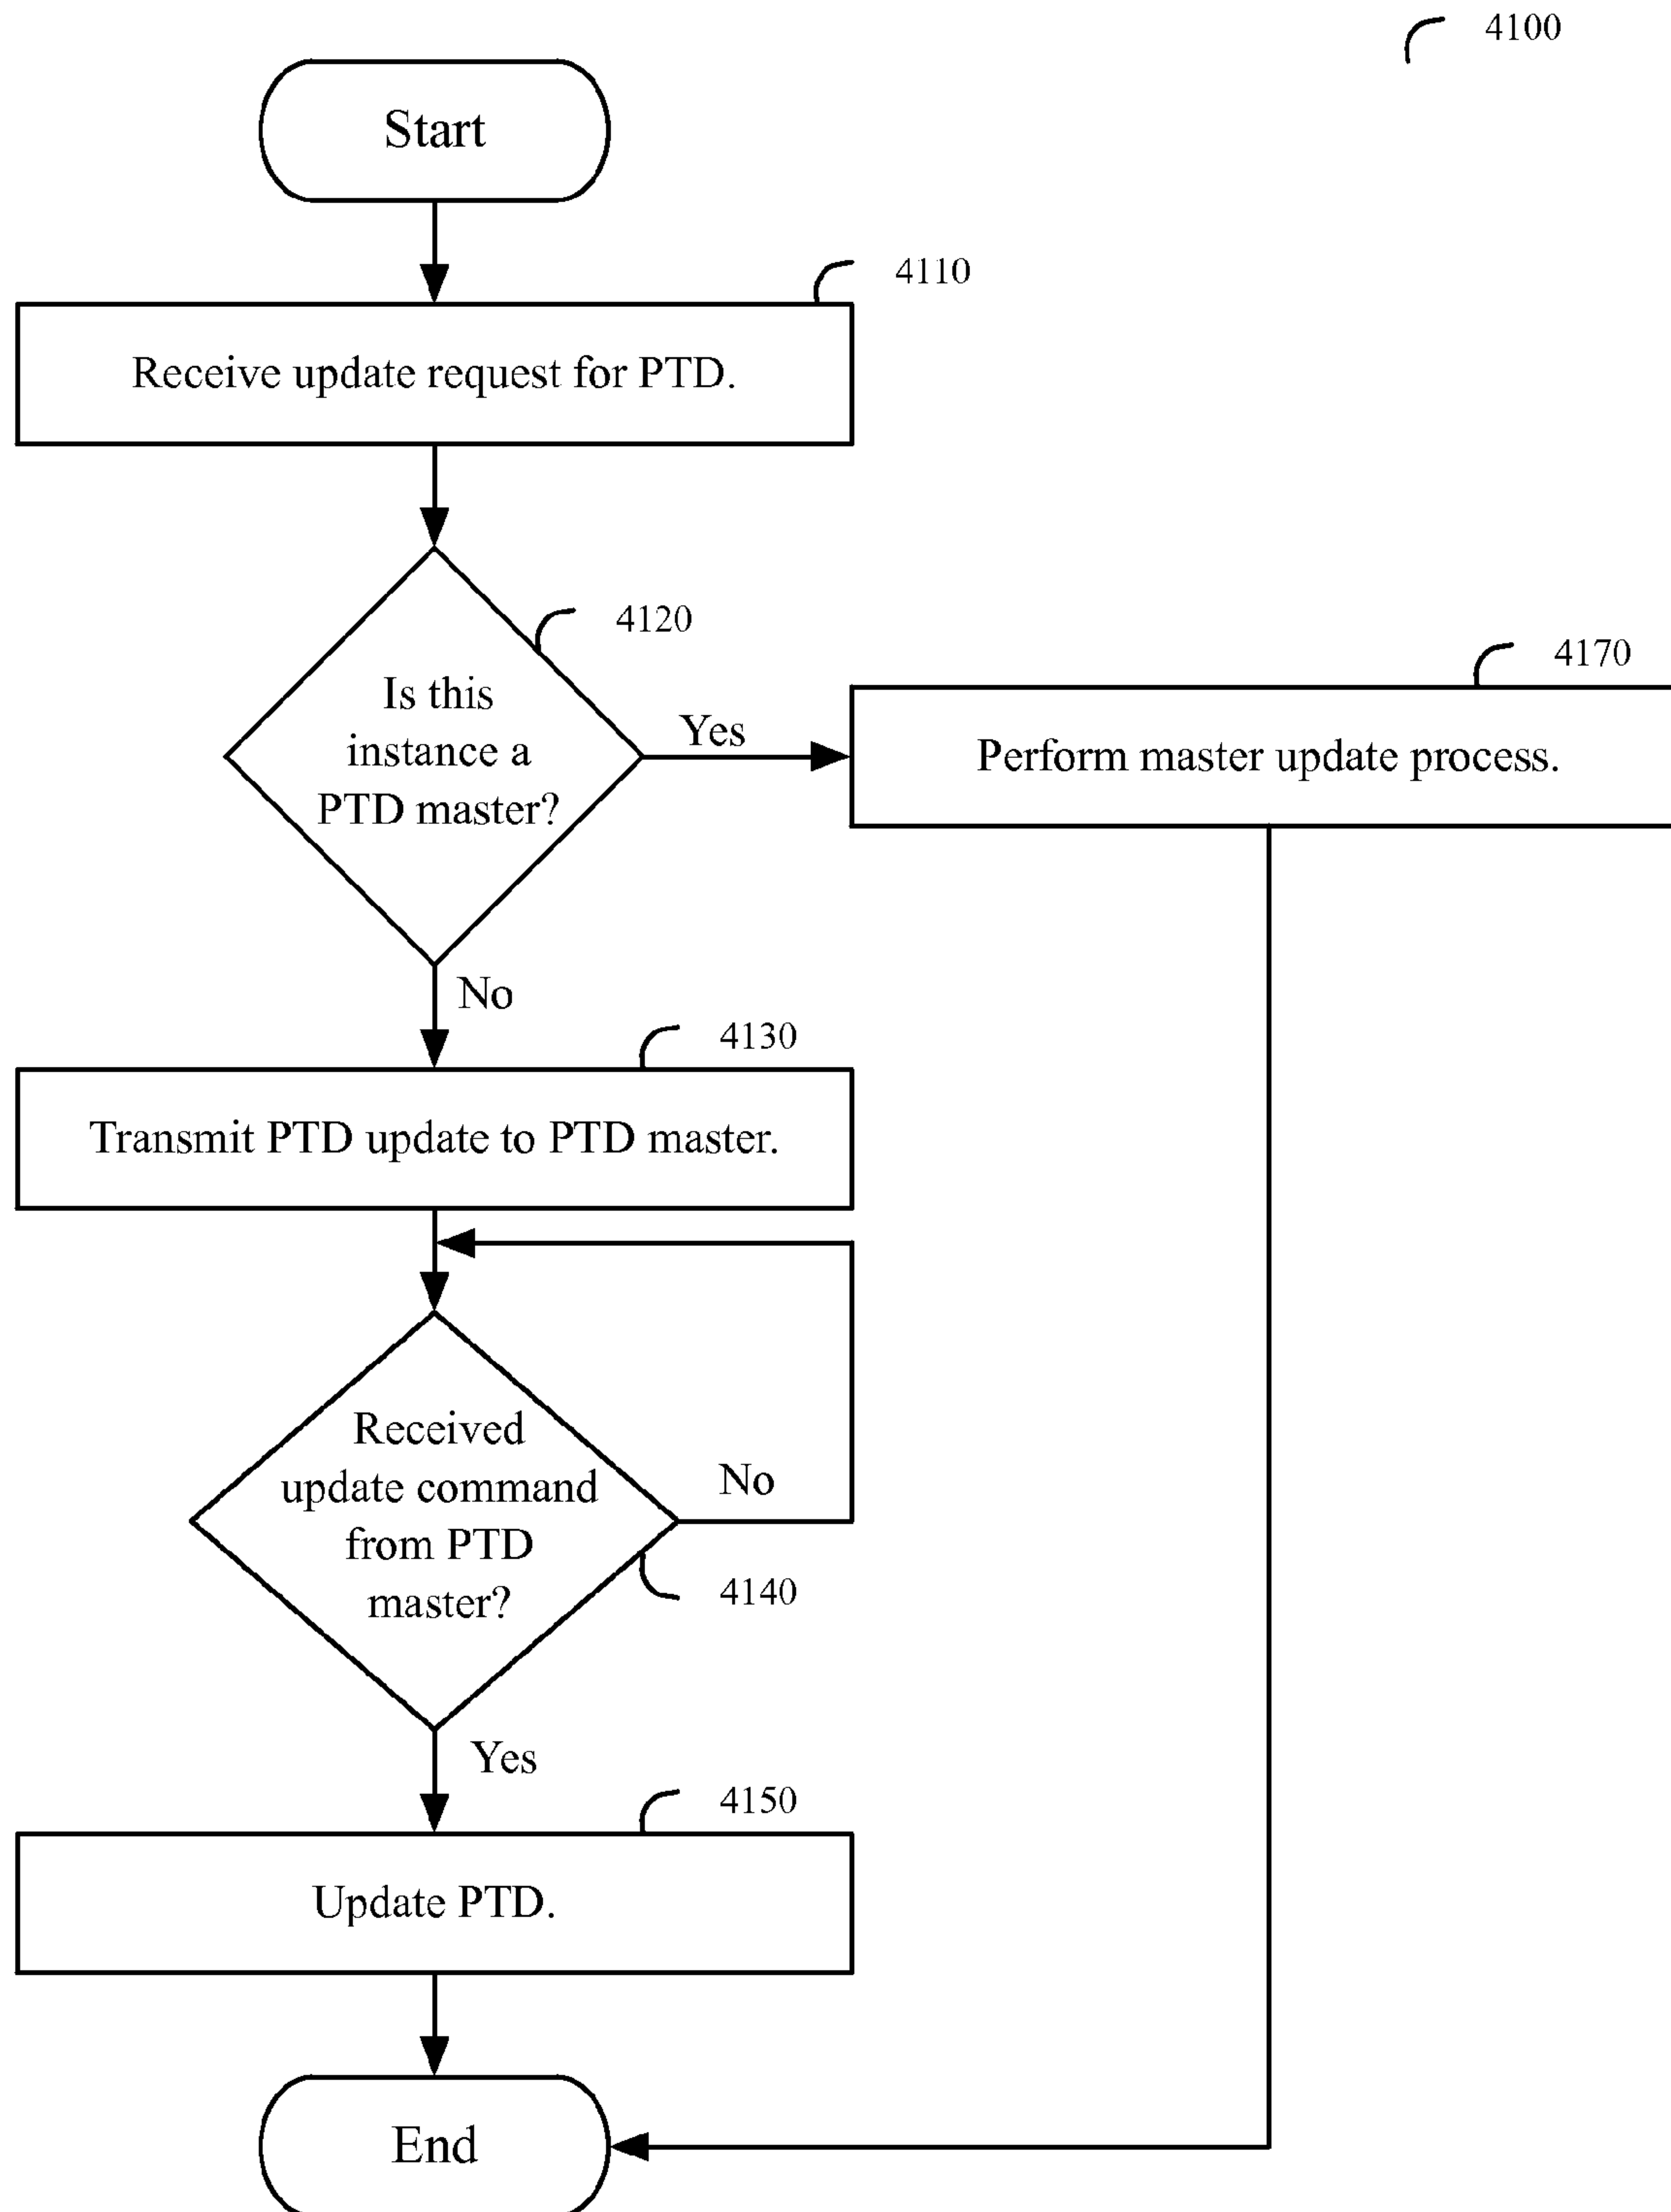 4100
Start
4110
Receive update request for PTD.
4120
Is this
instance a
PTD master?
Yes
4170
Perform master update process.
No
4130
Transmit PTD update to PTD master.
Received
update command
from PTD
master?
No
4140
Yes
4150
Update PTD.
End